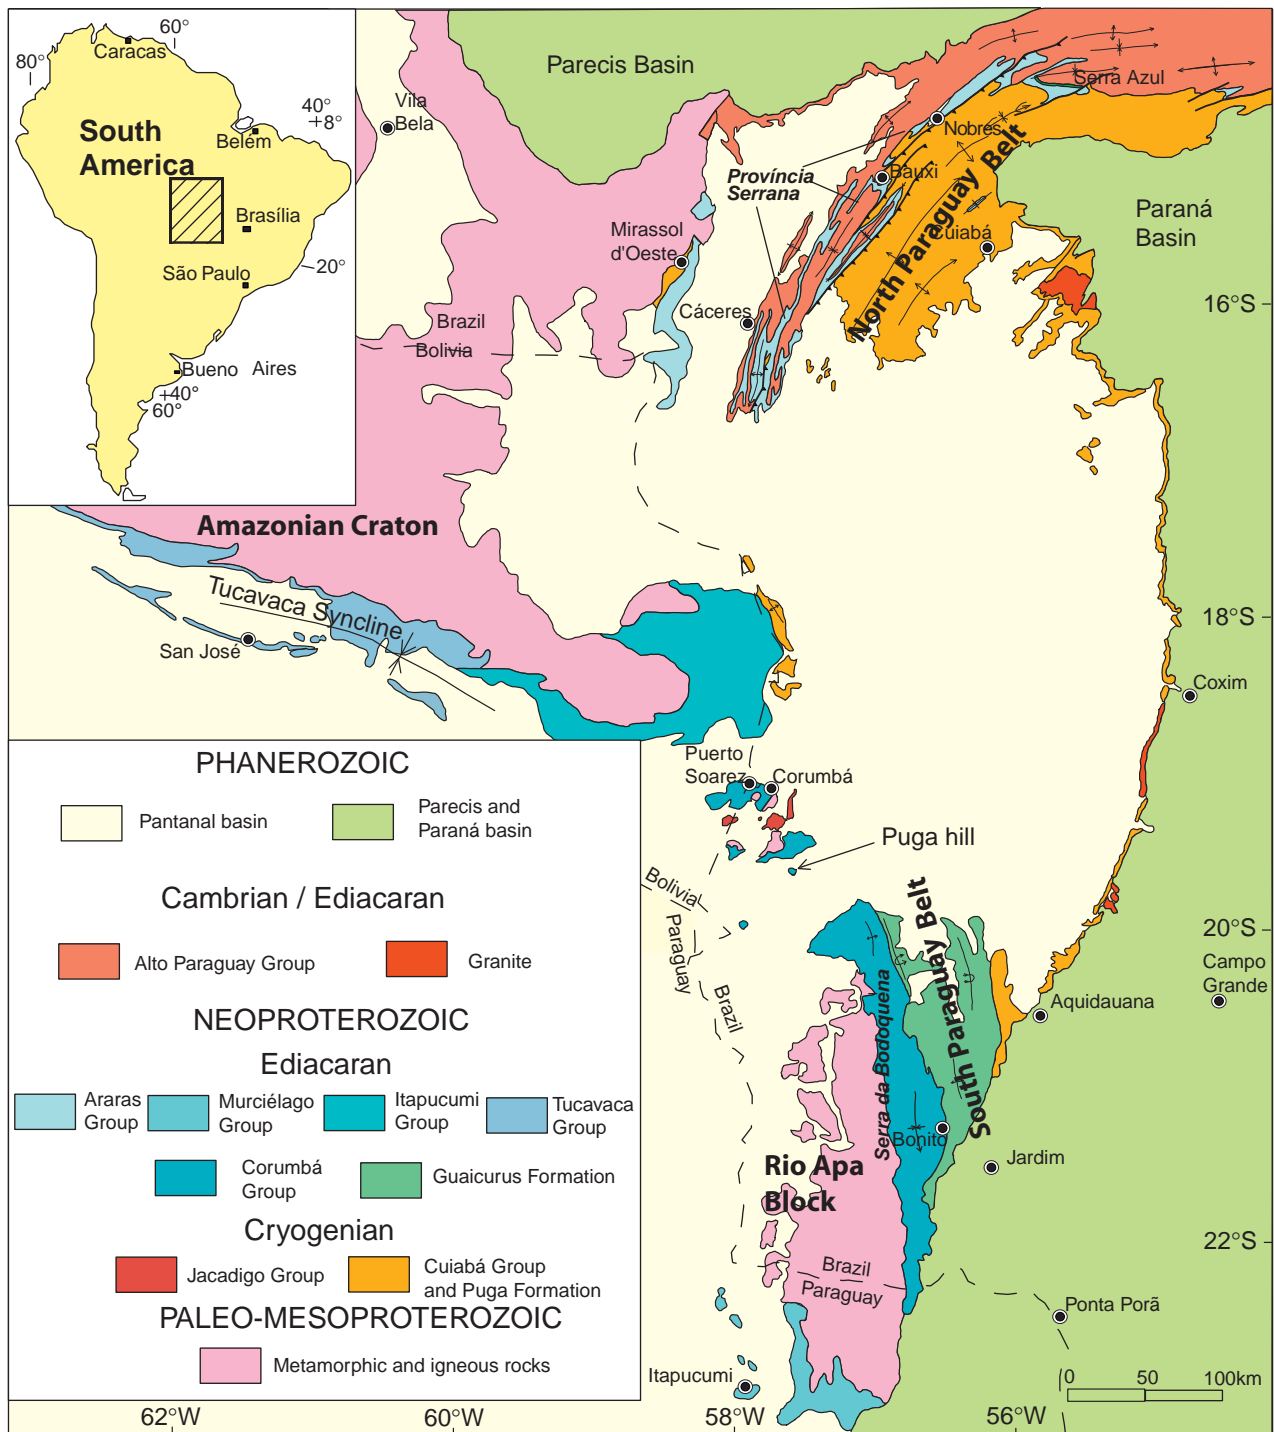 60°
Caracas
80°
40°
+8°
South
America
Belém
Brasília
20°
São Paulo
Bueno Aires
+40°
60°
Parecis Basin
Vila
Bela
Serra Azul
Nobres
Província
Serrana
Bauxi
North Paraguay Belt
Cuiabá
Paraná
Basin
Mirassol
d'Oeste
Cáceres
16°S
Brazil
Bolivia
Amazonian Craton
Tucavaca Syncline
San José
18°S
Coxim
Puerto
Soarez
Corumbá
Puga hill
Bolivia
Paraguay
Brazil
South Paraguay Belt
Serra da Bodoquena
20°S
Campo
Grande
Aquidauana
Bonito
Jardim
Rio Apa
Block
22°S
Brazil
Paraguay
Ponta Porã
Itapucumi
0 50 100km
62°W 60°W 58°W 56°W
PHANEROZOIC
Pantanal basin
Parecis and
Paraná basin
Cambrian / Ediacaran
Alto Paraguay Group
Granite
NEOPROTEROZOIC
Ediacaran
Araras
Group
Murciélago
Group
Itapucumi
Group
Tucavaca
Group
Corumbá
Group
Guaicurus Formation
Cryogenian
Jacadigo Group
Cuiabá Group
and Puga Formation
PALEO-MESOPROTEROZOIC
Metamorphic and igneous rocks